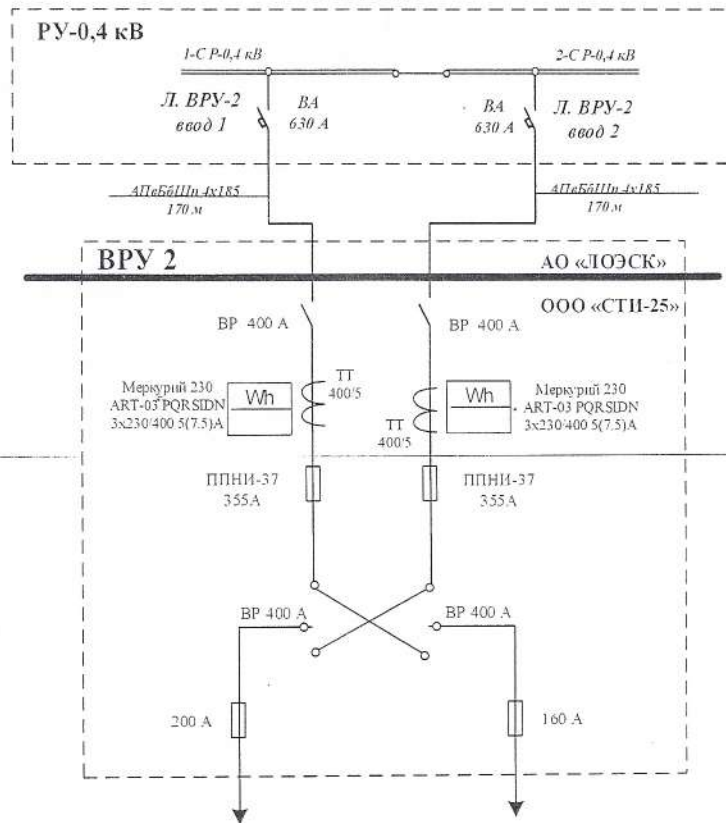 РУ-0,4 кВ
1-С Р-0,4 кВ
2-С Р-0,4 кВ
Л. ВРУ-2
ввод 1
ВА
630 А
ВА
630 А
Л. ВРУ-2
ввод 2
АПвБбШп 4х185
170 м
АПвБбШп 4х185
170 м
ВРУ 2
АО «ЛОЭСК»
ООО «СТИ-25»
ВР 400 А
ВР 400 А
Меркурий 230
ART-03 PQRSIDN
3х230/400 5(7.5)А
Wh
ТТ
400/5
ТТ
400/5
Wh
Меркурий 230
ART-03 PQRSIDN
3х230/400 5(7.5)А
ППНИ-37
355А
ППНИ-37
355А
ВР 400 А
ВР 400 А
200 А
160 А